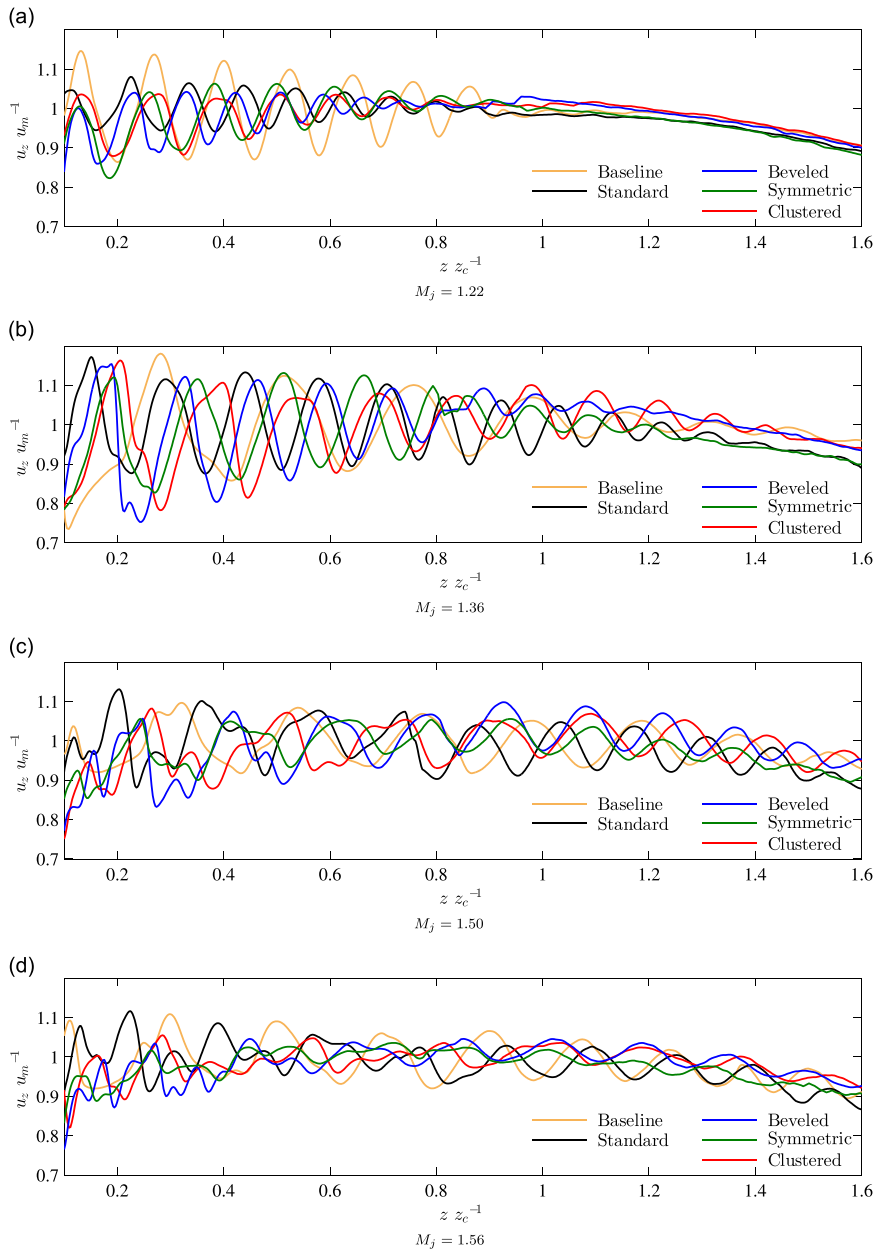 (a)
1.1
1
0.9
0.8
0.7
u_z u_m^{-1}
Baseline
Standard
Beveled
Symmetric
Clustered
0.2 0.4 0.6 0.8 1 1.2 1.4 1.6
z z_c^{-1}
M_j = 1.22
(b)
1.1
1
0.9
0.8
0.7
u_z u_m^{-1}
Baseline
Standard
Beveled
Symmetric
Clustered
0.2 0.4 0.6 0.8 1 1.2 1.4 1.6
z z_c^{-1}
M_j = 1.36
(c)
1.1
1
0.9
0.8
0.7
u_z u_m^{-1}
Baseline
Standard
Beveled
Symmetric
Clustered
0.2 0.4 0.6 0.8 1 1.2 1.4 1.6
z z_c^{-1}
M_j = 1.50
(d)
1.1
1
0.9
0.8
0.7
u_z u_m^{-1}
Baseline
Standard
Beveled
Symmetric
Clustered
0.2 0.4 0.6 0.8 1 1.2 1.4 1.6
z z_c^{-1}
M_j = 1.56